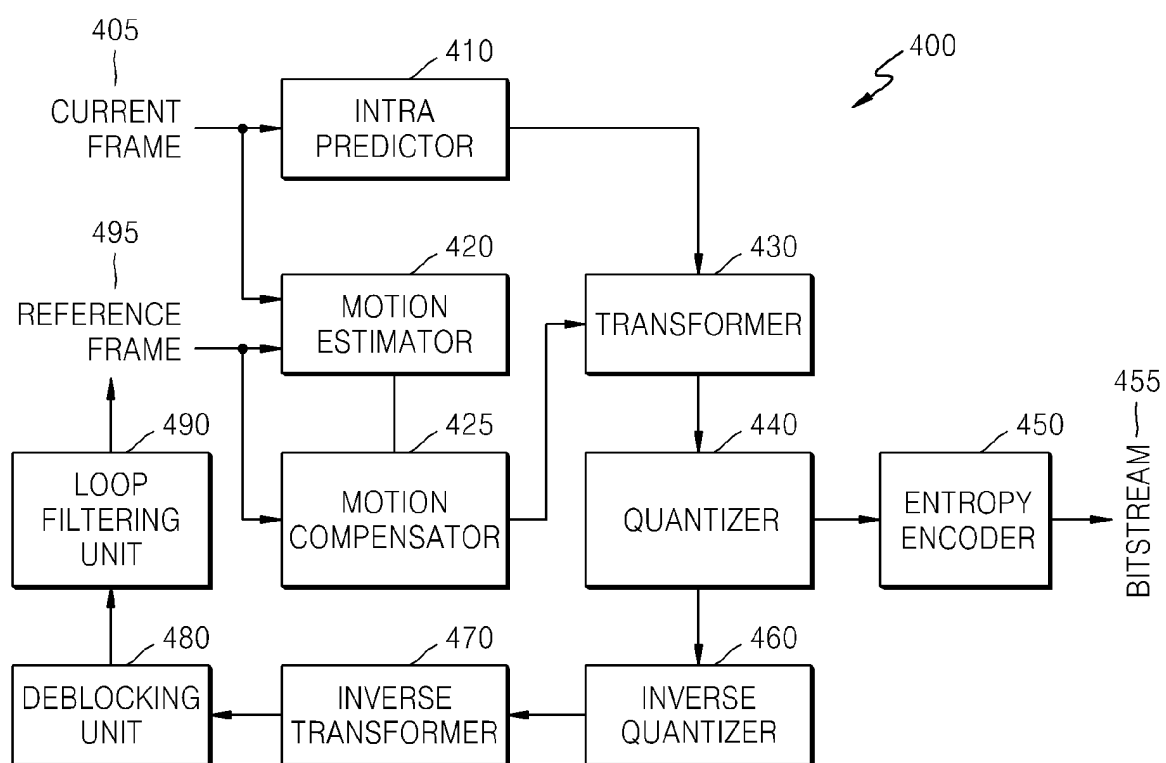 405
410
400
CURRENT
FRAME
INTRA
PREDICTOR
495
420
430
REFERENCE
FRAME
MOTION
ESTIMATOR
TRANSFORMER
455
490
425
440
450
LOOP
FILTERING
UNIT
MOTION
COMPENSATOR
QUANTIZER
ENTROPY
ENCODER
BITSTREAM
480
470
460
DEBLOCKING
UNIT
INVERSE
TRANSFORMER
INVERSE
QUANTIZER